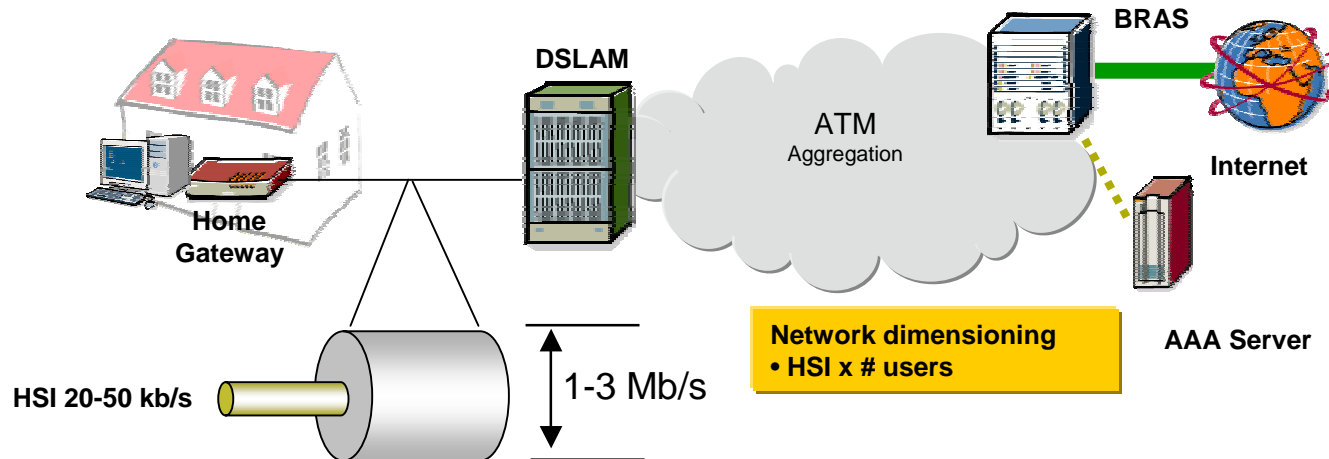 BRAS
DSLAM
ATM
Aggregation
Internet
Home
Gateway
Network dimensioning
• HSI x # users
AAA Server
1-3 Mb/s
HSI 20-50 kb/s